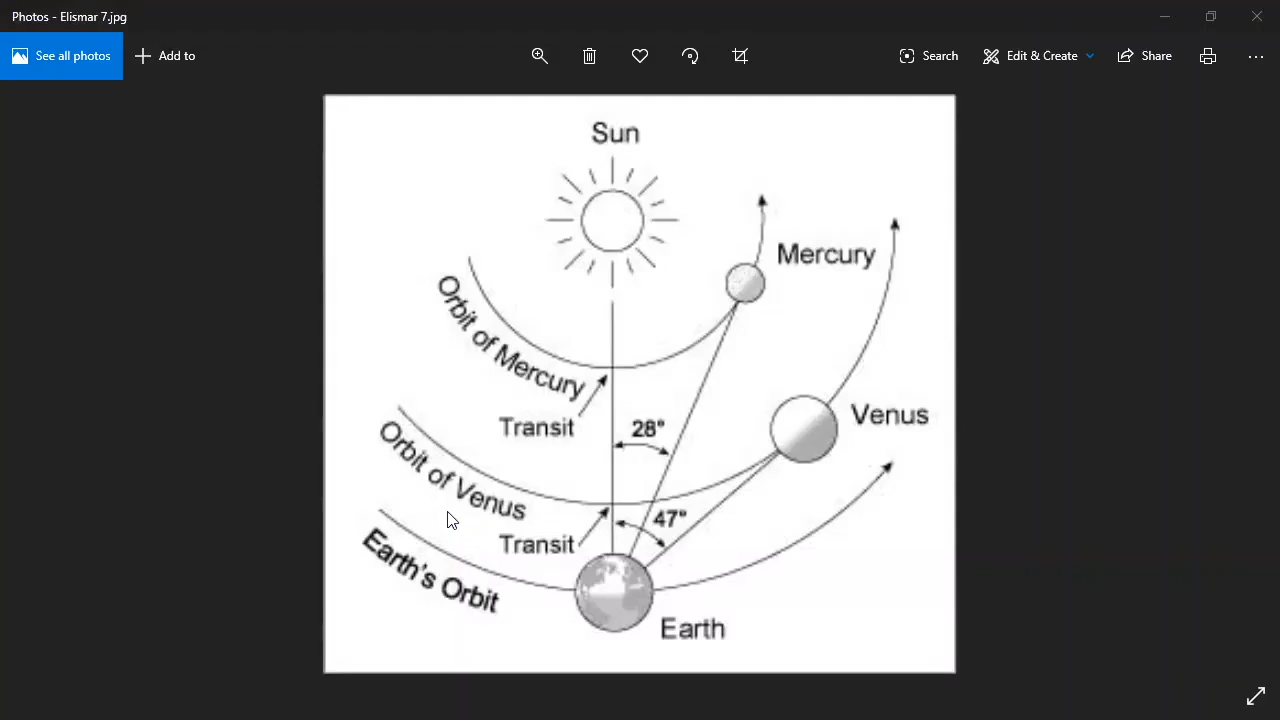 Photos - Elismar 7.jpg
See all photos
Add to
Search
Edit & Create
Share
Sun
Mercury
Orbit of Mercury
Transit
28°
Venus
Orbit of Venus
47°
Transit
Earth's Orbit
Earth